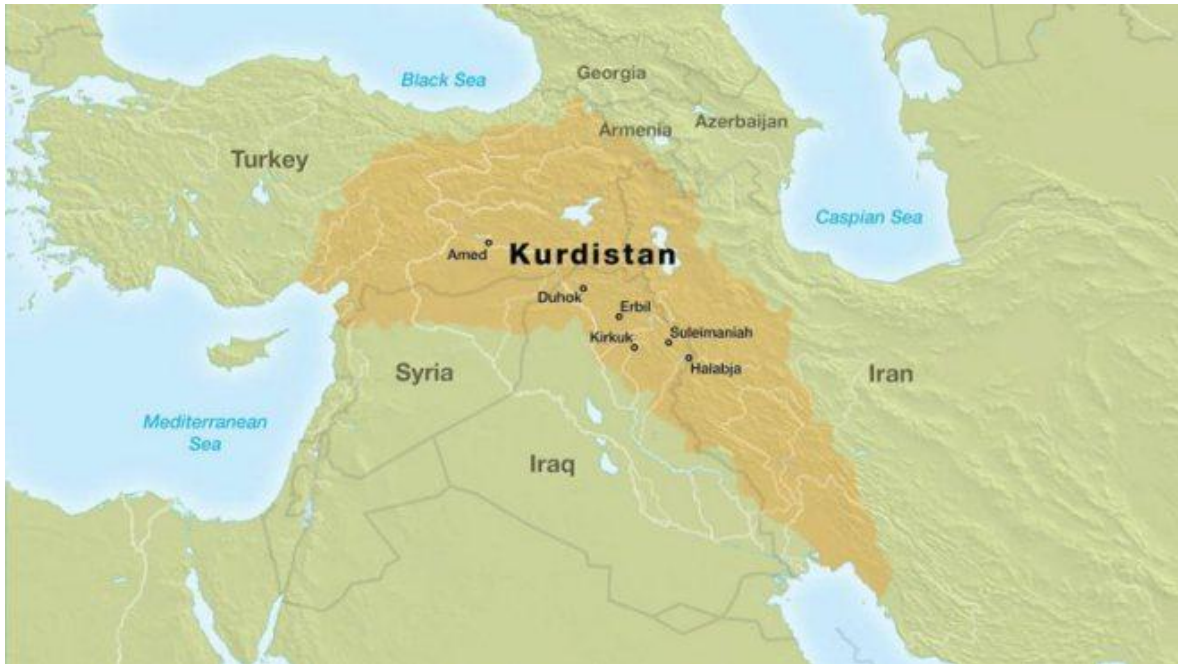 Black Sea
Georgia
Armenia
Azerbaijan
Turkey
Caspian Sea
Amed
Kurdistan
Duhok
Erbil
Kirkuk
Suleimaniah
Halabja
Syria
Iran
Mediterranean
Sea
Iraq